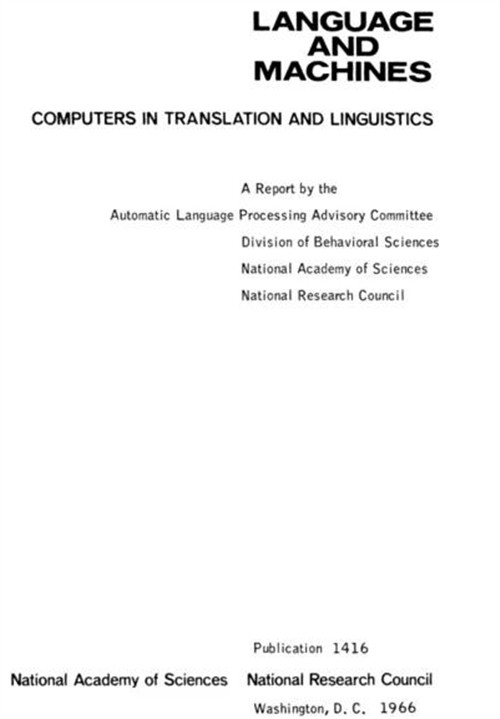 LANGUAGE
AND
MACHINES
COMPUTERS IN TRANSLATION AND LINGUISTICS
A Report by the
Automatic Language Processing Advisory Committee
Division of Behavioral Sciences
National Academy of Sciences
National Research Council
Publication 1416
National Academy of Sciences National Research Council
Washington, D. C. 1966